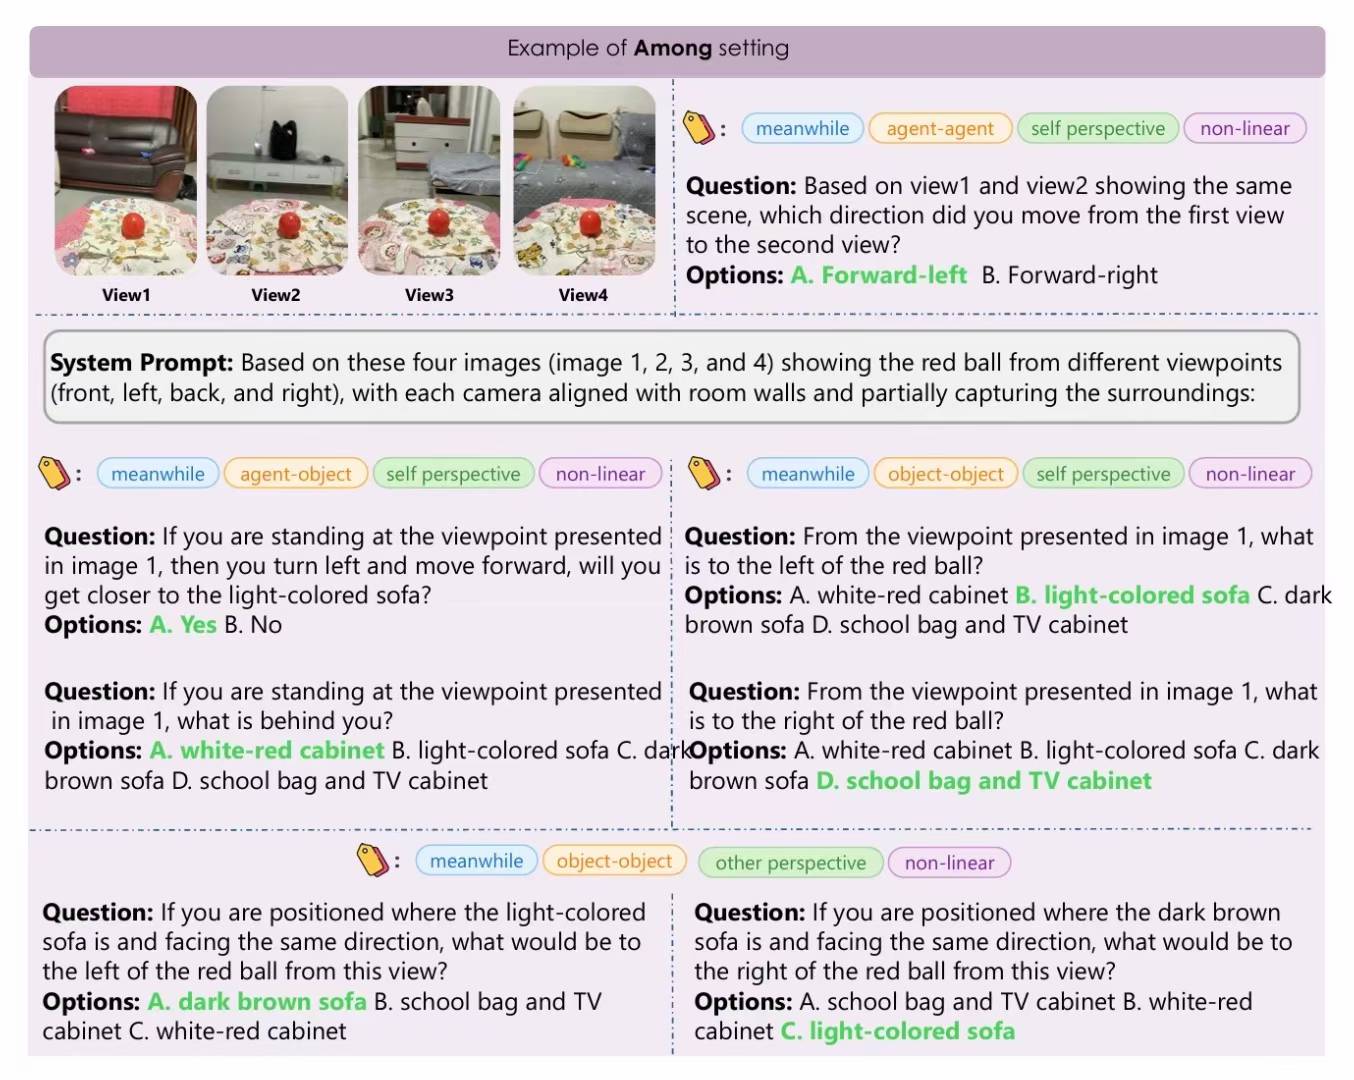 Example of Among setting
View1 View2 View3 View4
: meanwhile agent-agent self perspective non-linear
Question: Based on view1 and view2 showing the same
scene, which direction did you move from the first view
to the second view?
Options: A. Forward-left B. Forward-right
System Prompt: Based on these four images (image 1, 2, 3, and 4) showing the red ball from different viewpoints
(front, left, back, and right), with each camera aligned with room walls and partially capturing the surroundings:
: meanwhile agent-object self perspective non-linear
Question: If you are standing at the viewpoint presented
in image 1, then you turn left and move forward, will you
get closer to the light-colored sofa?
Options: A. Yes B. No
Question: If you are standing at the viewpoint presented
in image 1, what is behind you?
Options: A. white-red cabinet B. light-colored sofa C. dark
brown sofa D. school bag and TV cabinet
: meanwhile object-object self perspective non-linear
Question: From the viewpoint presented in image 1, what
is to the left of the red ball?
Options: A. white-red cabinet B. light-colored sofa C. dark
brown sofa D. school bag and TV cabinet
Question: From the viewpoint presented in image 1, what
is to the right of the red ball?
Options: A. white-red cabinet B. light-colored sofa C. dark
brown sofa D. school bag and TV cabinet
: meanwhile object-object other perspective non-linear
Question: If you are positioned where the light-colored
sofa is and facing the same direction, what would be to
the left of the red ball from this view?
Options: A. dark brown sofa B. school bag and TV
cabinet C. white-red cabinet
Question: If you are positioned where the dark brown
sofa is and facing the same direction, what would be to
the right of the red ball from this view?
Options: A. school bag and TV cabinet B. white-red
cabinet C. light-colored sofa